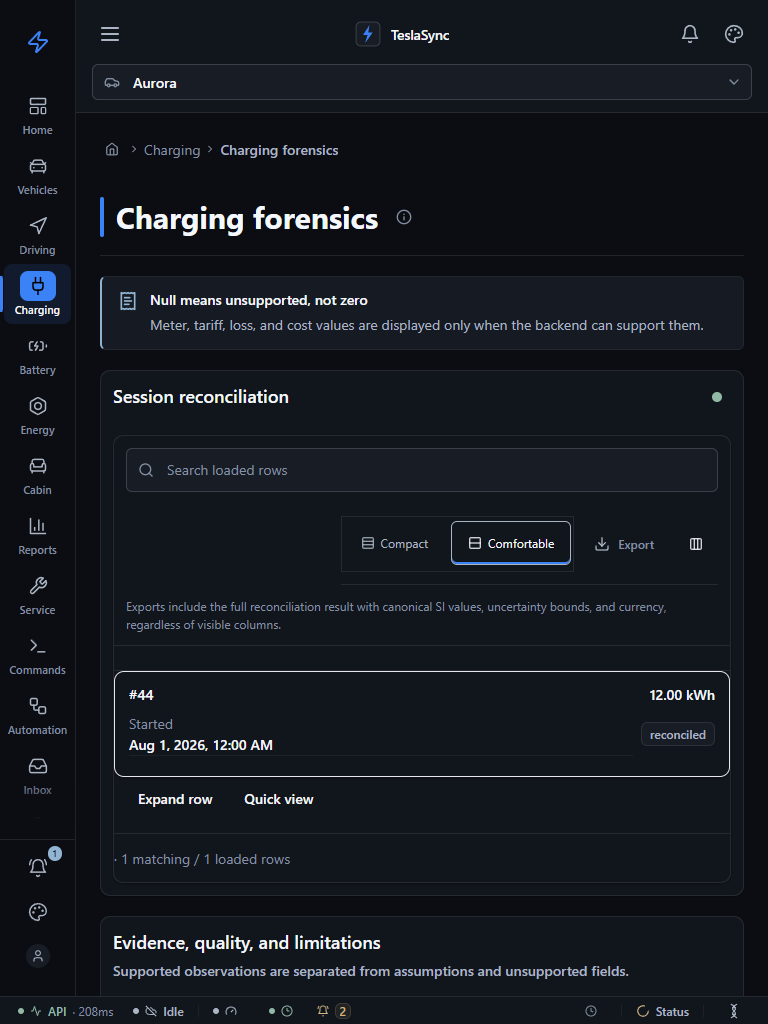 TeslaSync
Aurora
Home
Vehicles
Driving
Charging
Battery
Energy
Cabin
Reports
Service
Commands
Automation
Inbox
1
Charging
Charging forensics
Charging forensics
Null means unsupported, not zero
Meter, tariff, loss, and cost values are displayed only when the backend can support them.
Session reconciliation
Search loaded rows
Compact
Comfortable
Export
Exports include the full reconciliation result with canonical SI values, uncertainty bounds, and currency,
regardless of visible columns.
#44
12.00 kWh
Started
Aug 1, 2026, 12:00 AM
reconciled
Expand row
Quick view
· 1 matching / 1 loaded rows
Evidence, quality, and limitations
Supported observations are separated from assumptions and unsupported fields.
API · 208ms
Idle
2
Status